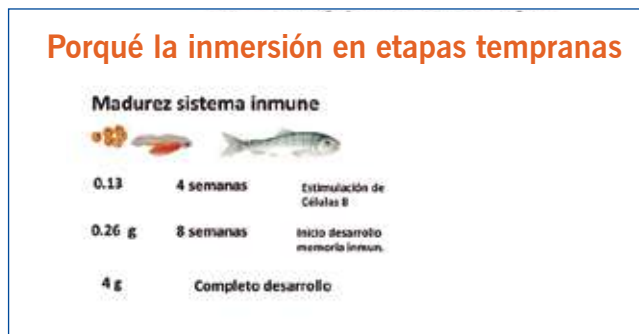 Porqué la inmersión en etapas tempranas
Madurez sistema inmune
0.13 4 semanas Estimulación de
Células B
0.26 g 8 semanas Inicio desarrollo
memoria inmun.
4 g Completo desarrollo